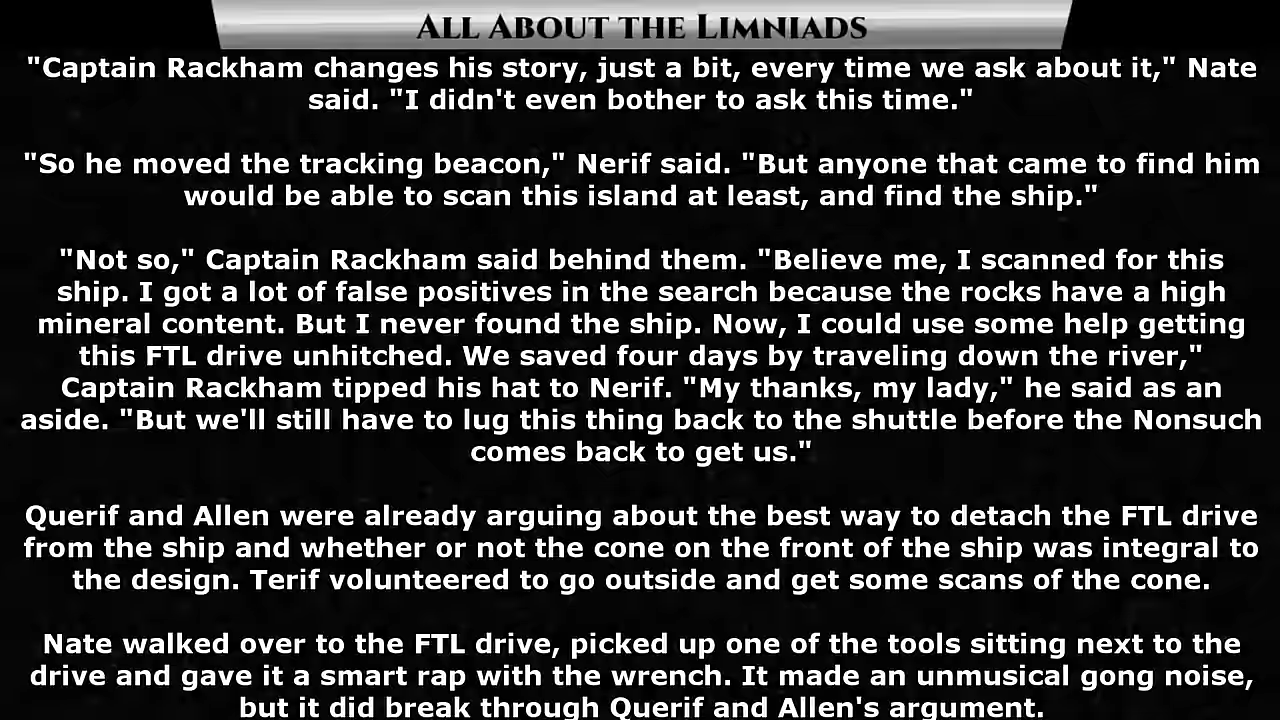 All About the Limniads
"Captain Rackham changes his story, just a bit, every time we ask about it," Nate
said. "I didn't even bother to ask this time."
"So he moved the tracking beacon," Nerif said. "But anyone that came to find him
would be able to scan this island at least, and find the ship."
"Not so," Captain Rackham said behind them. "Believe me, I scanned for this
ship. I got a lot of false positives in the search because the rocks have a high
mineral content. But I never found the ship. Now, I could use some help getting
this FTL drive unhitched. We saved four days by traveling down the river,"
Captain Rackham tipped his hat to Nerif. "My thanks, my lady," he said as an
aside. "But we'll still have to lug this thing back to the shuttle before the Nonsuch
comes back to get us."
Querif and Allen were already arguing about the best way to detach the FTL drive
from the ship and whether or not the cone on the front of the ship was integral to
the design. Terif volunteered to go outside and get some scans of the cone.
Nate walked over to the FTL drive, picked up one of the tools sitting next to the
drive and gave it a smart rap with the wrench. It made an unmusical gong noise,
but it did break through Querif and Allen's argument.